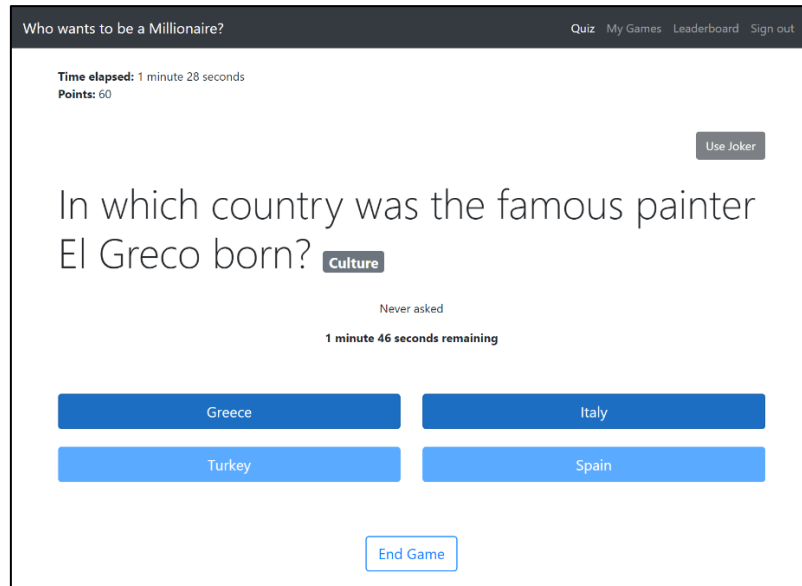 Who wants to be a Millionaire? Quiz My Games Leaderboard Sign out
Time elapsed: 1 minute 28 seconds
Points: 60
Use Joker
In which country was the famous painter
El Greco born? Culture
Never asked
1 minute 46 seconds remaining
Greece Italy
Turkey Spain
End Game